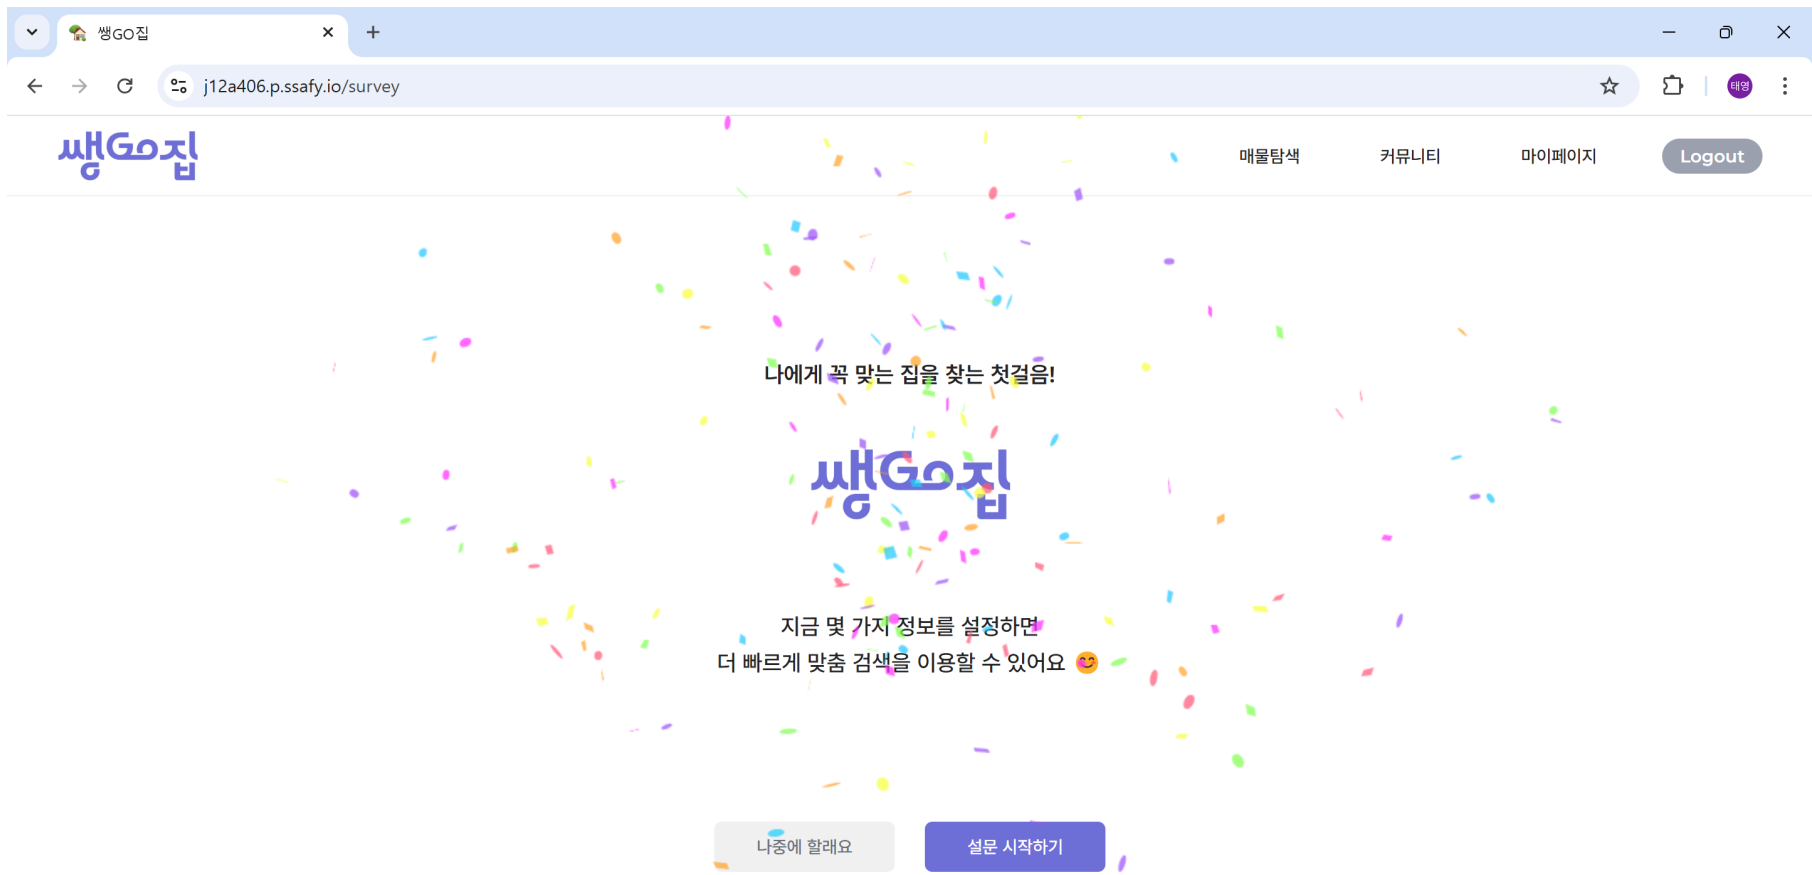 쌩GO집
j12a406.p.ssafy.io/survey
태영
쌩GO집
매물탐색
커뮤니티
마이페이지
Logout
나에게 꼭 맞는 집을 찾는 첫걸음!
쌩GO집
지금 몇 가지 정보를 설정하면
더 빠르게 맞춤 검색을 이용할 수 있어요 😊
나중에 할래요
설문 시작하기